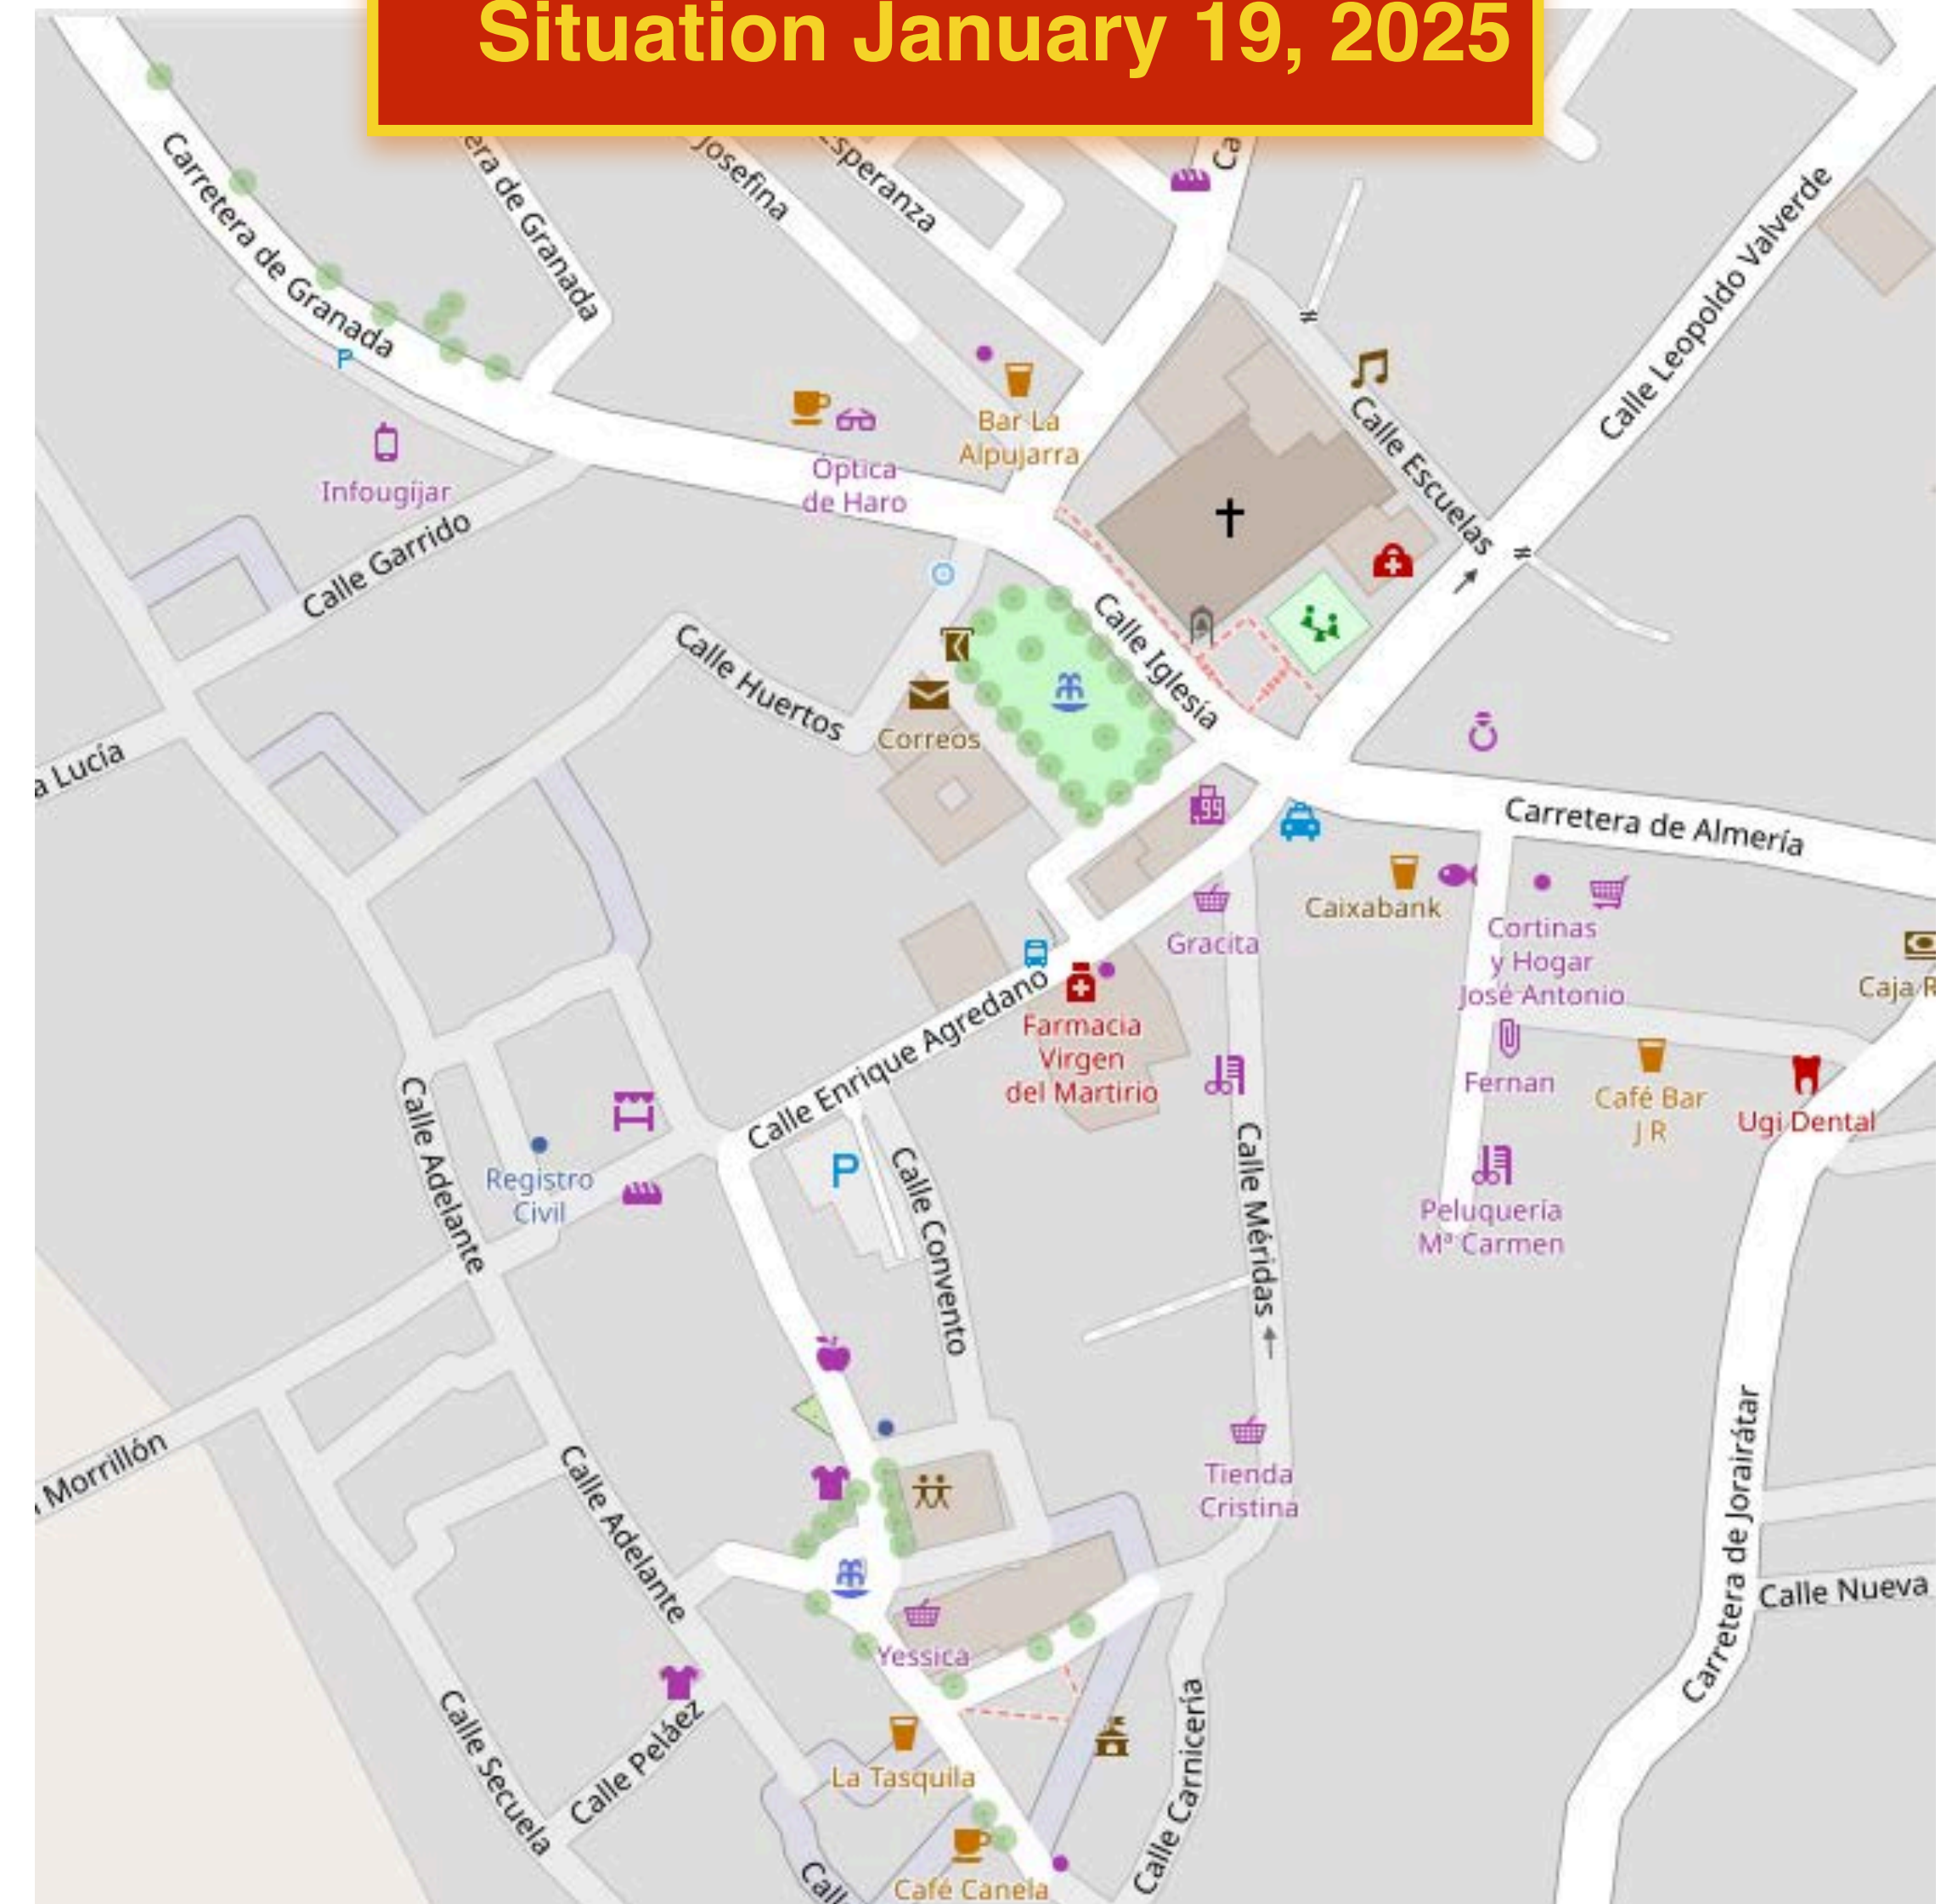 Situation January 19, 2025
Carretera de Granada
era de Granada
Josefina
Esperanza
Ca
Calle Leopoldo Valverde
P
Infougíjar
Óptica
de Haro
Bar La
Alpujarra
Calle Escuelas
Calle Garrido
Calle Huertos
Calle Iglesia
Correos
a Lucía
Carretera de Almería
Caixabank
Gracita
Cortinas
y Hogar
José Antonio
Caja R
Farmacia
Virgen
del Martirio
Calle Enrique Agredano
Fernan
Café Bar
J R
Ugi Dental
Calle Adelante
Registro
Civil
P
Calle Convento
Calle Méridas
Peluquería
Mª Carmen
Morrillón
Calle Adelante
Tienda
Cristina
Carretera de Jorairátar
Calle Nueva
Yessica
Calle Secuela
Calle Peláez
La Tasquila
Calle Carnicería
Café Canela
Calle